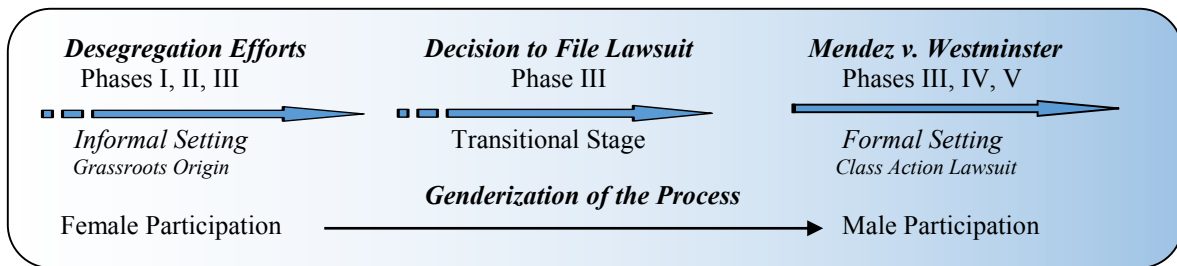 Desegregation Efforts
Phases I, II, III
Informal Setting
Grassroots Origin
Decision to File Lawsuit
Phase III
Transitional Stage
Mendez v. Westminster
Phases III, IV, V
Formal Setting
Class Action Lawsuit
Genderization of the Process
Female Participation
Male Participation